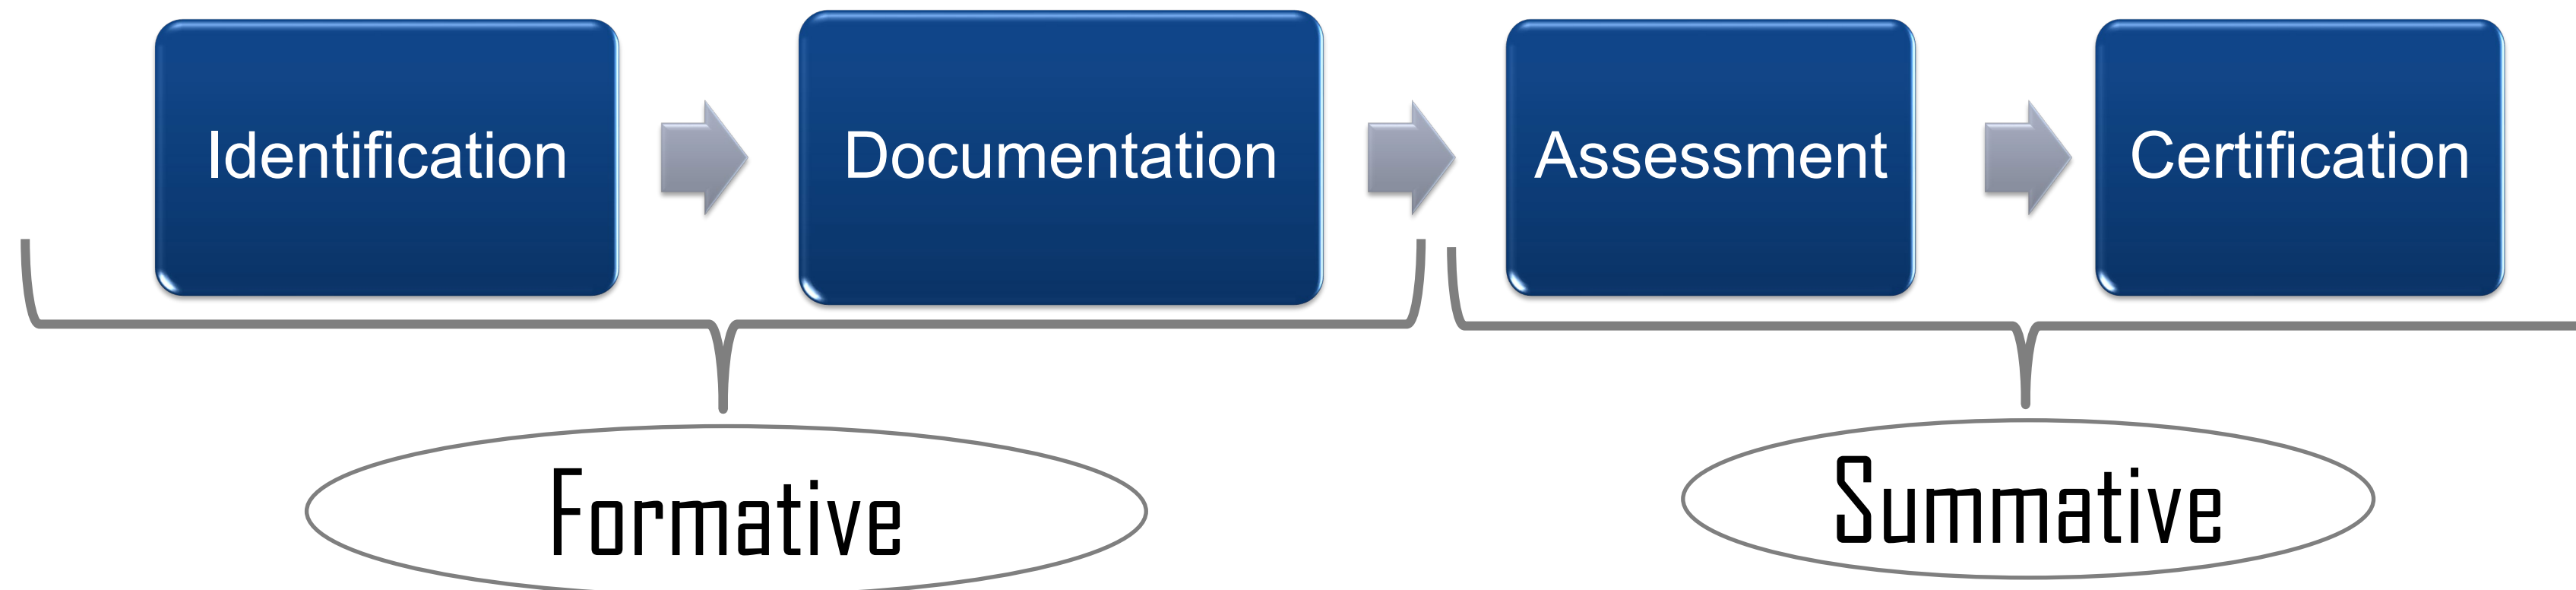 Identification
Documentation
Assessment
Certification
Formative
Summative